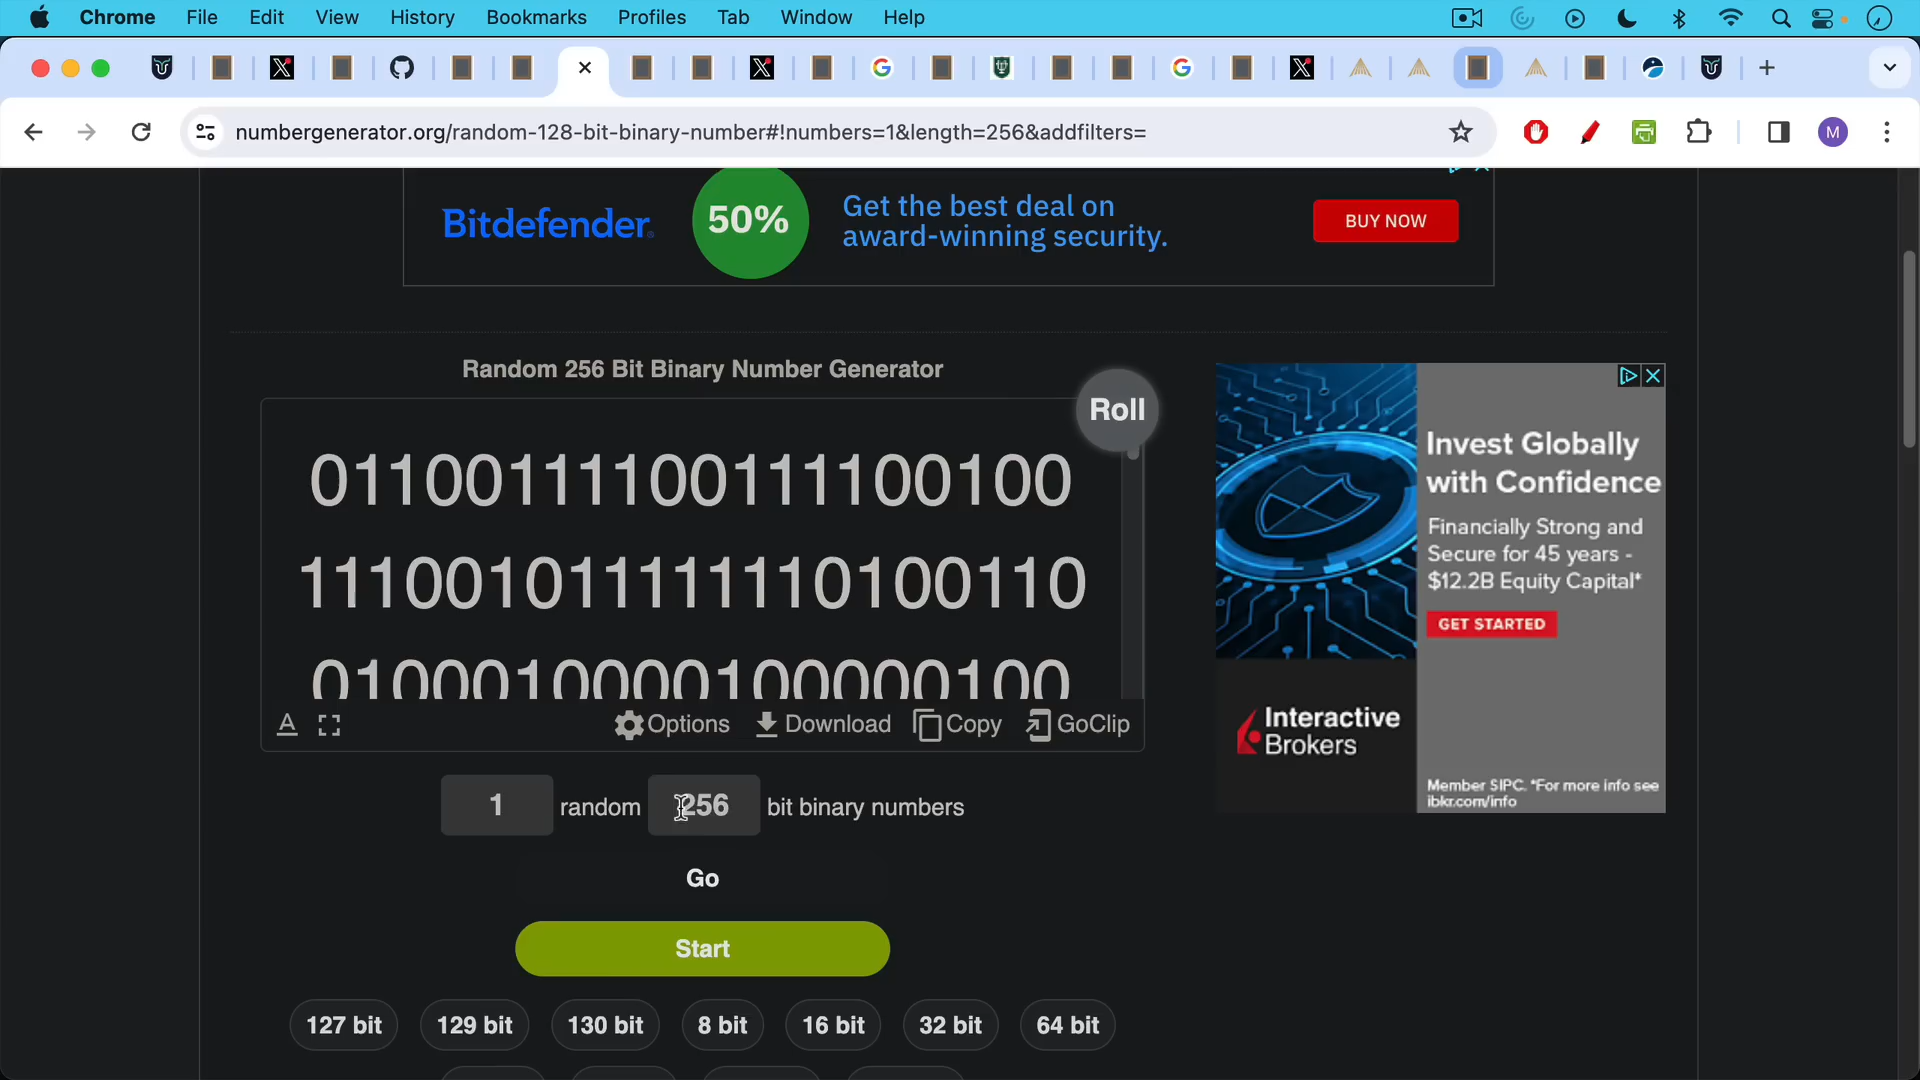 Chrome File Edit View History Bookmarks Profiles Tab Window Help
numbergenerator.org/random-128-bit-binary-number#!numbers=1&length=256&addfilters=
M
Bitdefender.
50%
Get the best deal on
award-winning security.
BUY NOW
Random 256 Bit Binary Number Generator
Roll
01100111100111100100
111001011111110100110
0100010000100000100
A Options Download Copy GoClip
1 random 256 bit binary numbers
Go
Start
127 bit 129 bit 130 bit 8 bit 16 bit 32 bit 64 bit
Invest Globally
with Confidence
Financially Strong and
Secure for 45 years -
$12.2B Equity Capital*
GET STARTED
Interactive
Brokers
Member SIPC. *For more info see
ibkr.com/info